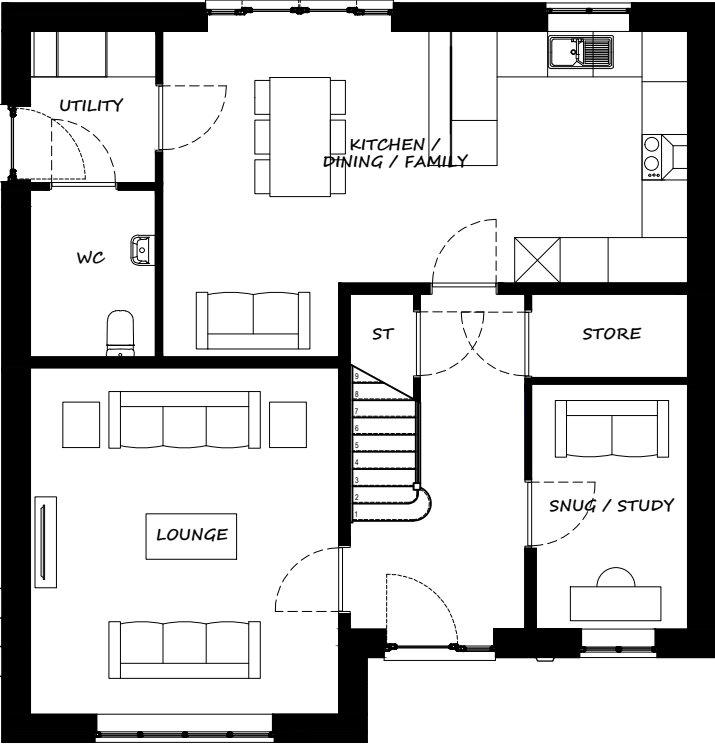 UTILITY
KITCHEN /
DINING / FAMILY
WC
ST
STORE
9
8
7
6
5
4
3
2
1
SNUG / STUDY
LOUNGE